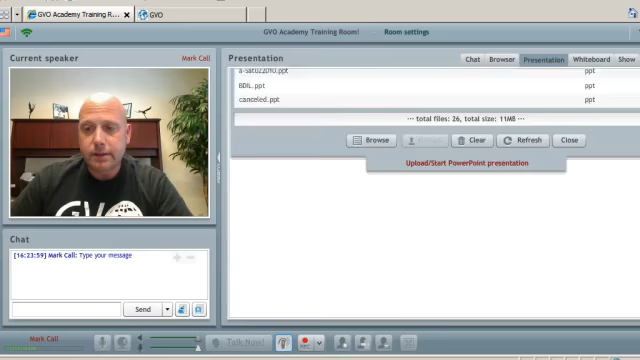 GVO Academy Training R...
GVO
GVO Academy Training Room!
Room settings
Current speaker
Mark Call
Presentation
Chat
Browser
Presentation
Whiteboard
Show
ppt
BDIL.ppt
ppt
canceled.ppt
ppt
··· total files: 26, total size: 11MB ···
Browse
Clear
Refresh
Close
Upload/Start PowerPoint presentation
GVO
Chat
[16:23:59] Mark Call: Type your message
Send
Mark Call
Talk Now!
REC